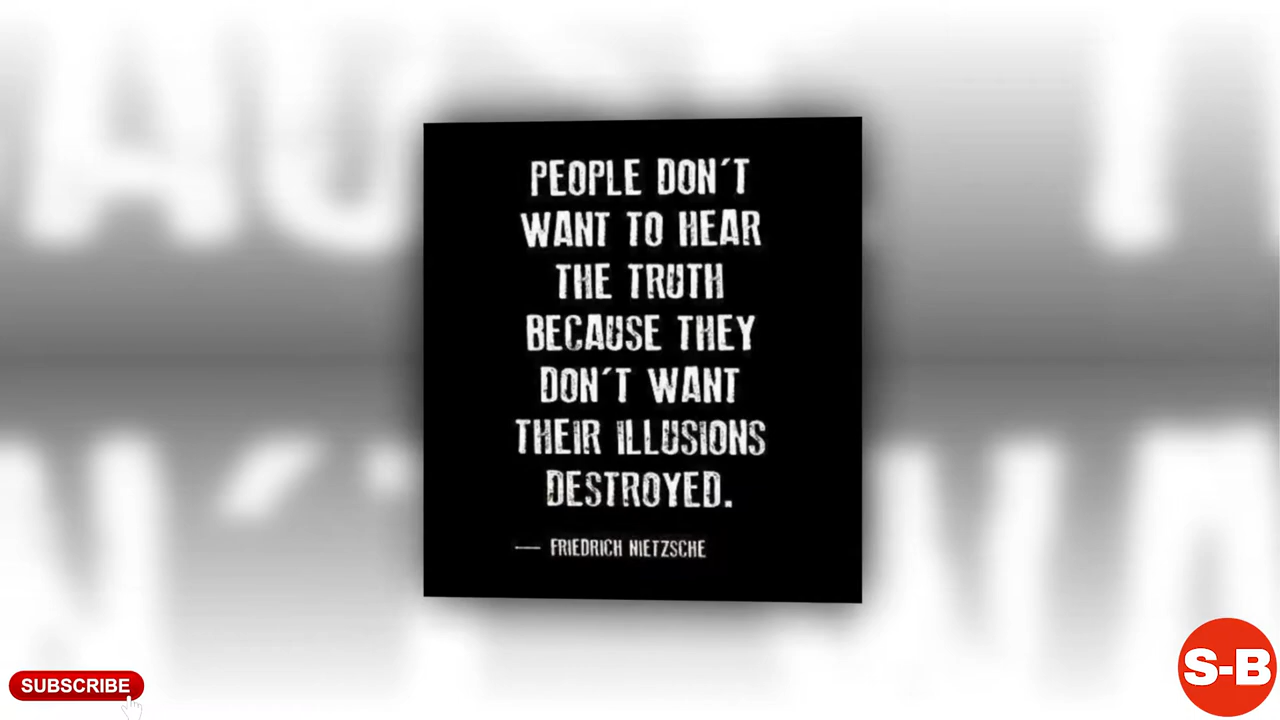 PEOPLE DON´T
WANT TO HEAR
THE TRUTH
BECAUSE THEY
DON´T WANT
THEIR ILLUSIONS
DESTROYED.
— FRIEDRICH NIETZSCHE
SUBSCRIBE
S-B